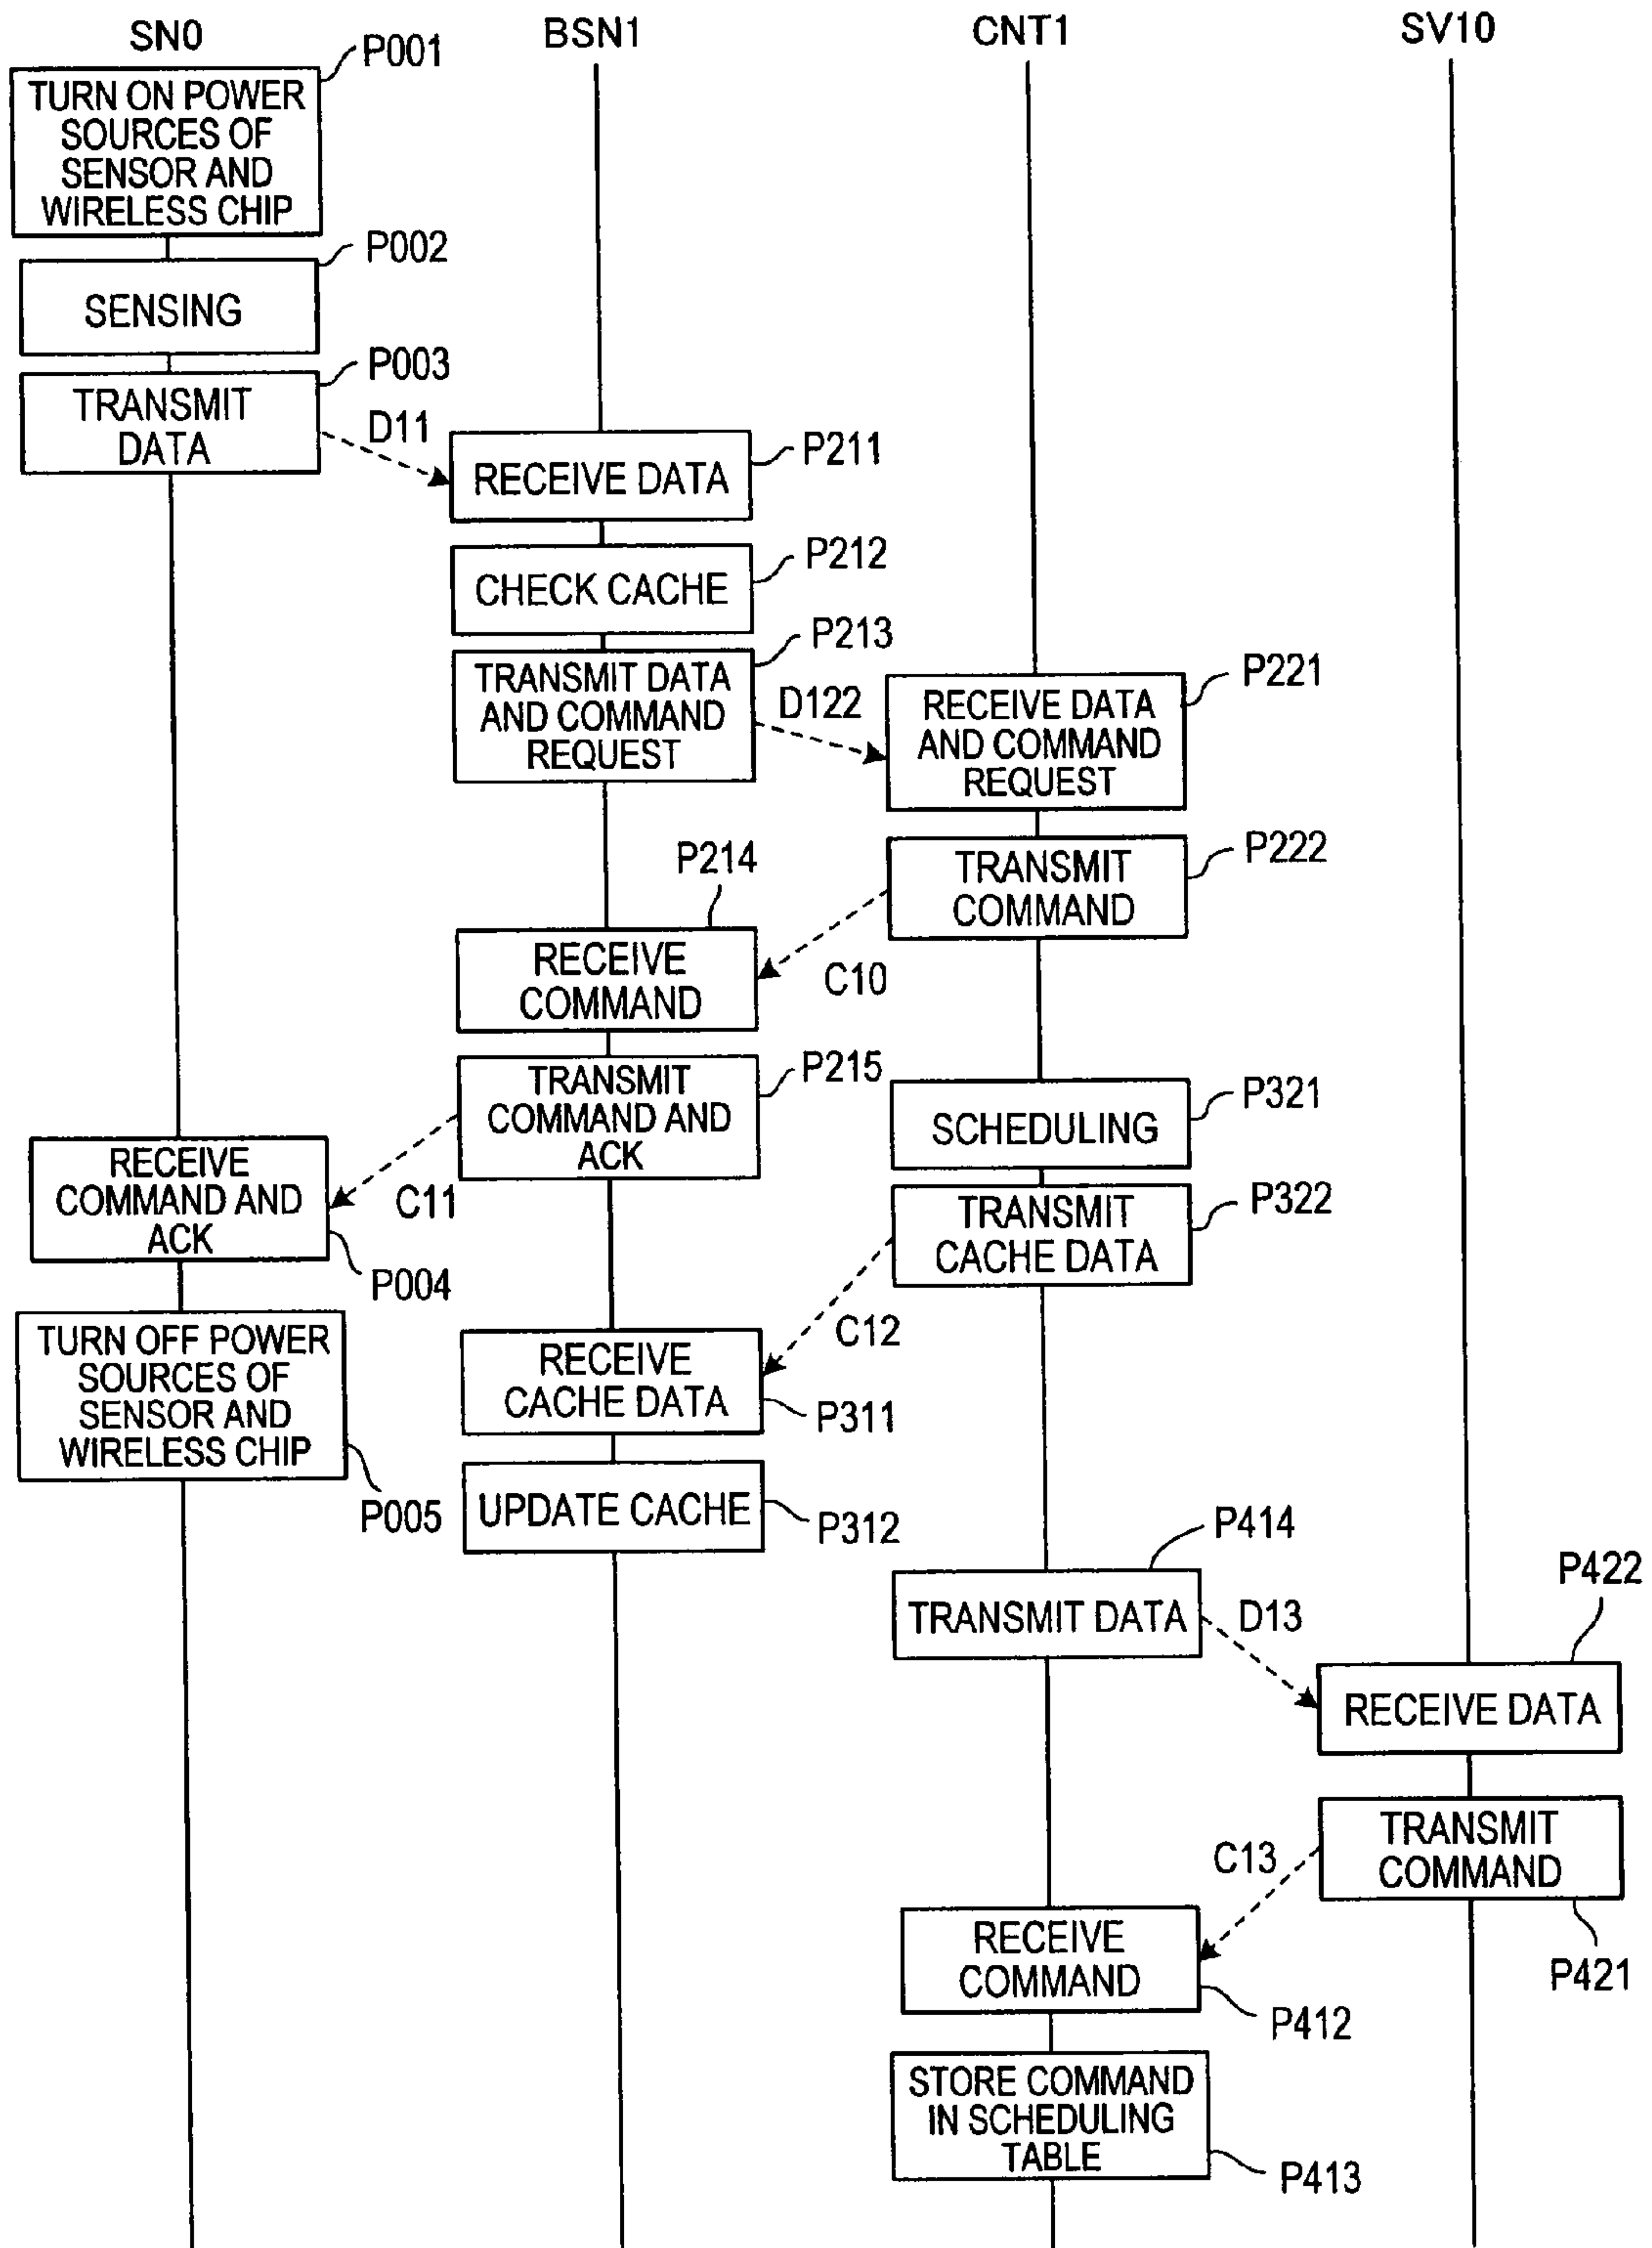 SN0
BSN1
CNT1
SV10
P001
TURN ON POWER
SOURCES OF
SENSOR AND
WIRELESS CHIP
P002
SENSING
P003
TRANSMIT
DATA
D11
P211
RECEIVE DATA
P212
CHECK CACHE
P213
TRANSMIT DATA
AND COMMAND
REQUEST
D122
P221
RECEIVE DATA
AND COMMAND
REQUEST
P222
TRANSMIT
COMMAND
P214
C10
RECEIVE
COMMAND
P215
TRANSMIT
COMMAND AND
ACK
P321
SCHEDULING
C11
RECEIVE
COMMAND AND
ACK
P004
P322
TRANSMIT
CACHE DATA
C12
TURN OFF POWER
SOURCES OF
SENSOR AND
WIRELESS CHIP
P005
RECEIVE
CACHE DATA
P311
UPDATE CACHE
P312
P414
TRANSMIT DATA
D13
P422
RECEIVE DATA
TRANSMIT
COMMAND
C13
P421
RECEIVE
COMMAND
P412
STORE COMMAND
IN SCHEDULING
TABLE
P413